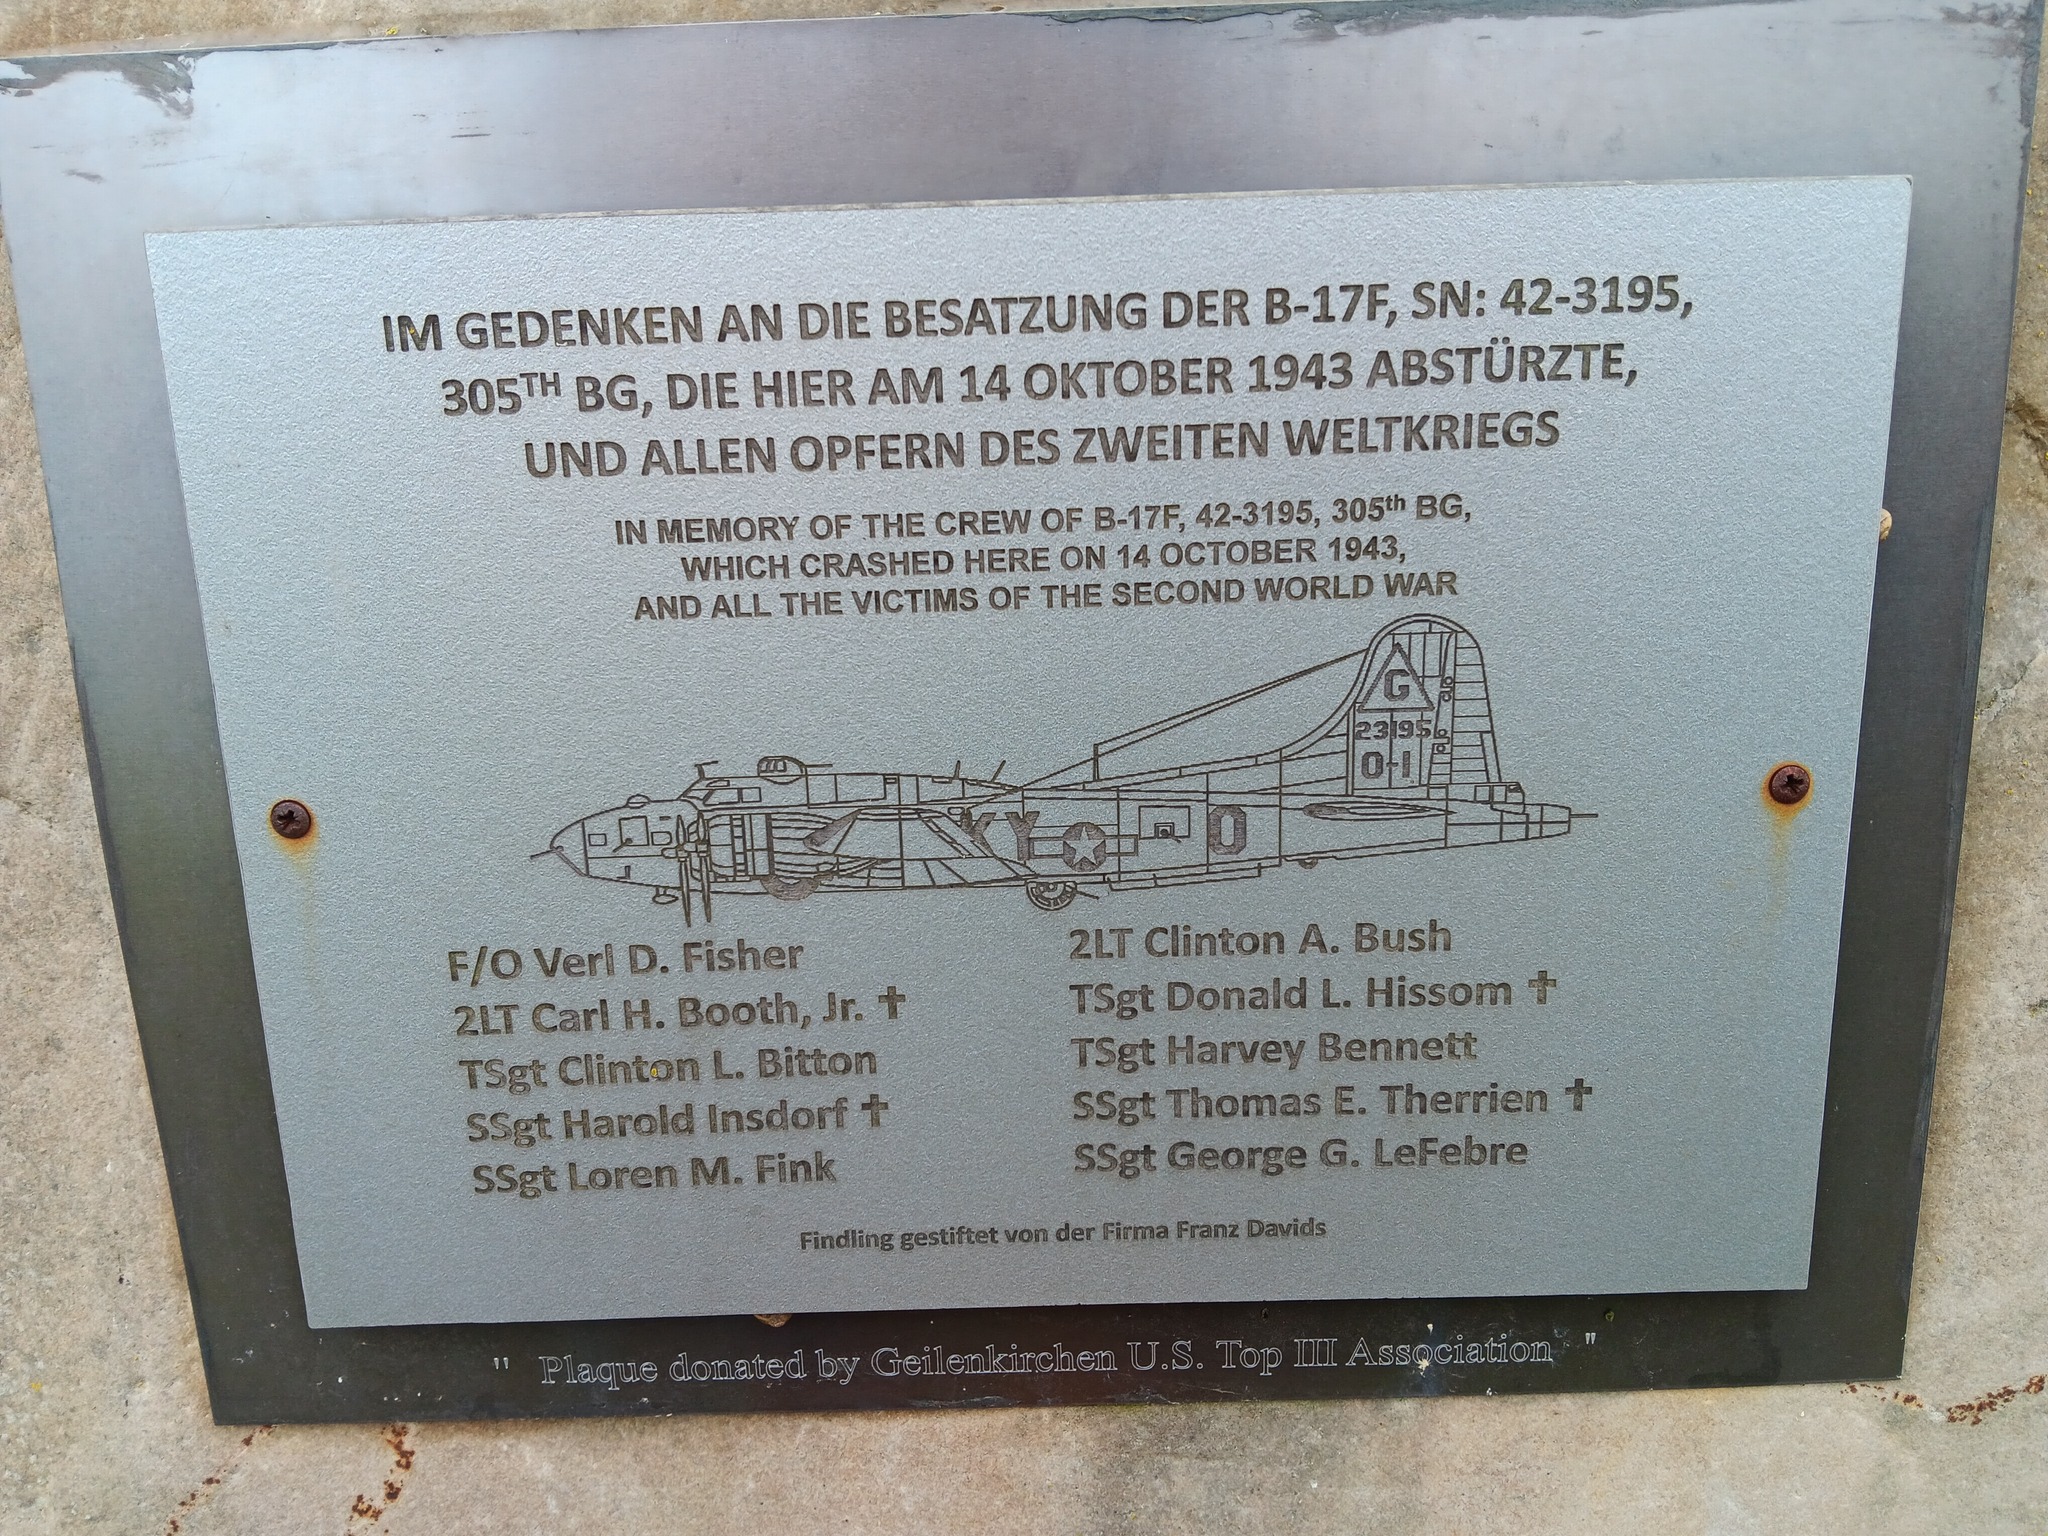 IM GEDENKEN AN DIE BESATZUNG DER B-17F, SN: 42-3195,
305TH BG, DIE HIER AM 14 OKTOBER 1943 ABSTÜRZTE,
UND ALLEN OPFERN DES ZWEITEN WELTKRIEGS
IN MEMORY OF THE CREW OF B-17F, 42-3195, 305th BG,
WHICH CRASHED HERE ON 14 OCTOBER 1943,
AND ALL THE VICTIMS OF THE SECOND WORLD WAR
G
23195
O-1
KY O
F/O Verl D. Fisher
2LT Carl H. Booth, Jr. ✝
TSgt Clinton L. Bitton
SSgt Harold Insdorf ✝
SSgt Loren M. Fink
2LT Clinton A. Bush
TSgt Donald L. Hissom ✝
TSgt Harvey Bennett
SSgt Thomas E. Therrien ✝
SSgt George G. LeFebre
Findling gestiftet von der Firma Franz Davids
" Plaque donated by Geilenkirchen U.S. Top III Association "